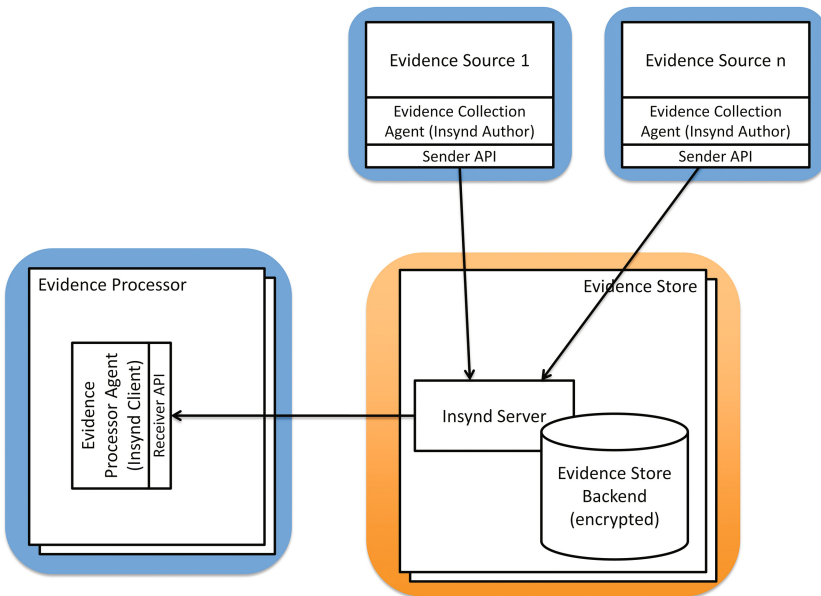 Evidence Source 1
Evidence Collection
Agent (Insynd Author)
Sender API
Evidence Source n
Evidence Collection
Agent (Insynd Author)
Sender API
Evidence Processor
Evidence
Processor Agent
(Insynd Client)
Receiver API
Evidence Store
Insynd Server
Evidence Store
Backend
(encrypted)